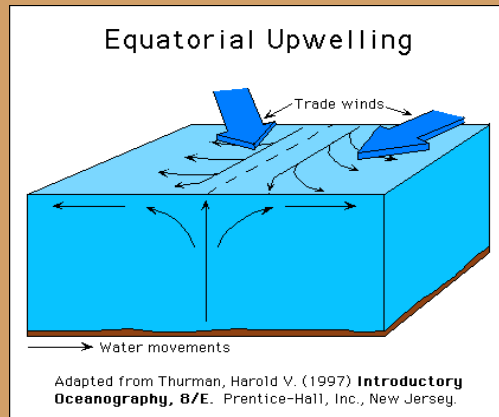 Equatorial Upwelling
Trade winds
Water movements
Adapted from Thurman, Harold V. (1997) Introductory
Oceanography, 8/E. Prentice-Hall, Inc., New Jersey.